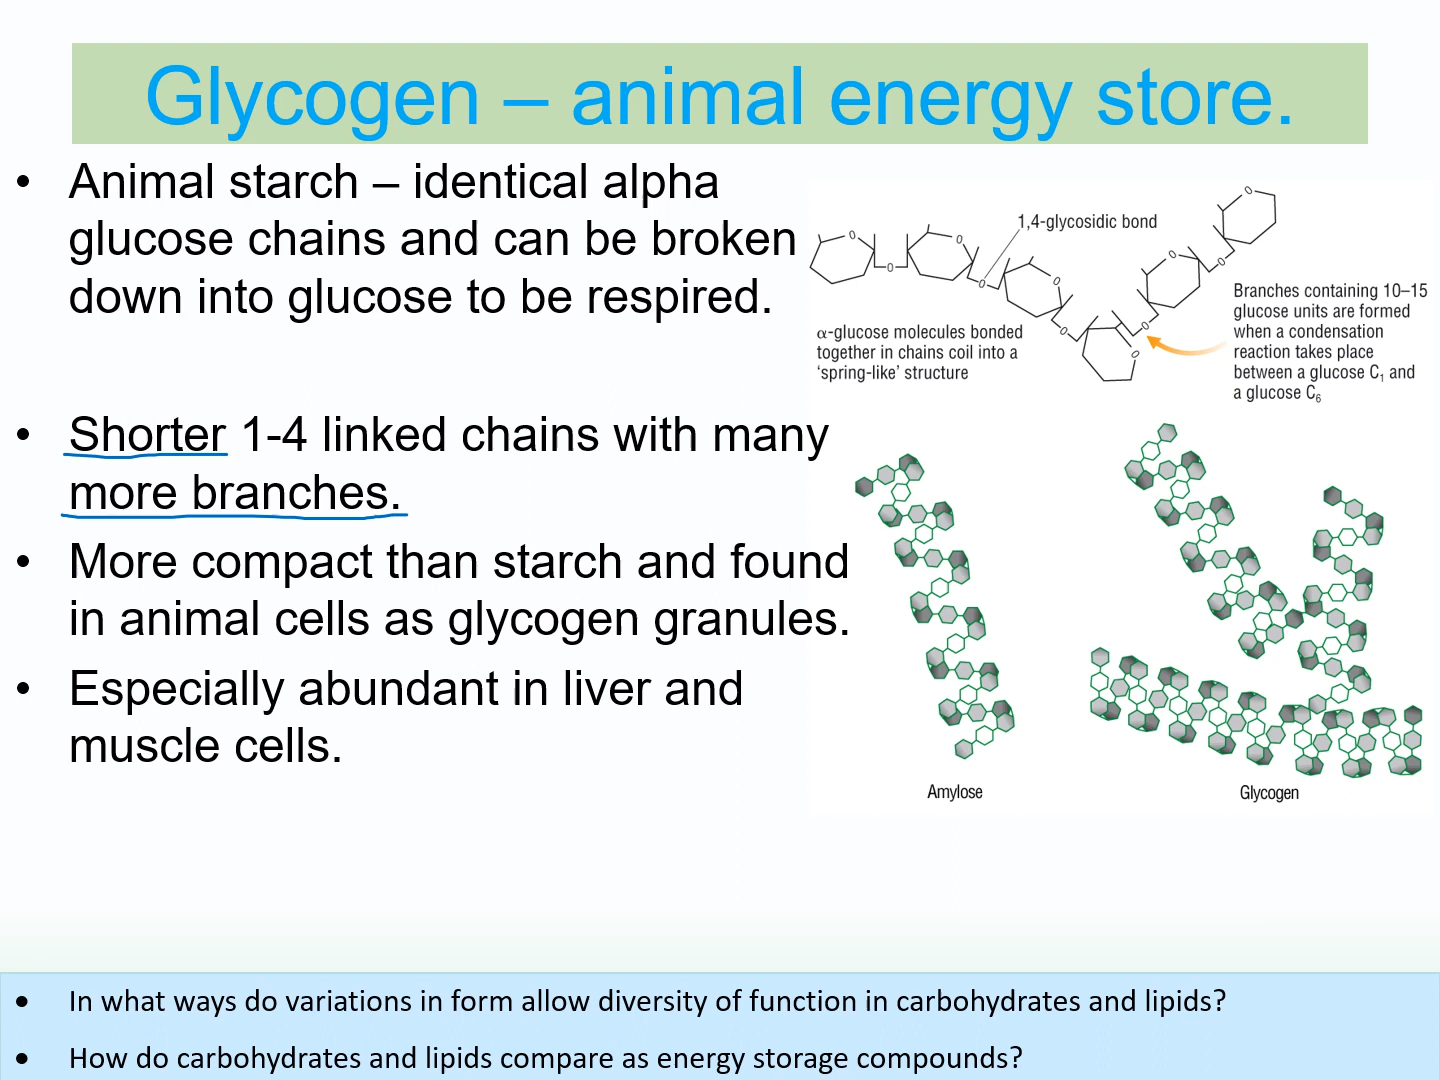 Glycogen – animal energy store.
• Animal starch – identical alpha
glucose chains and can be broken
down into glucose to be respired.
• Shorter 1-4 linked chains with many
more branches.
• More compact than starch and found
in animal cells as glycogen granules.
• Especially abundant in liver and
muscle cells.
1,4-glycosidic bond
O
O
O
O
O
O
O
O
O
O
O
α-glucose molecules bonded
together in chains coil into a
‘spring-like’ structure
Branches containing 10–15
glucose units are formed
when a condensation
reaction takes place
between a glucose C₁ and
a glucose C₆
Amylose
Glycogen
• In what ways do variations in form allow diversity of function in carbohydrates and lipids?
• How do carbohydrates and lipids compare as energy storage compounds?